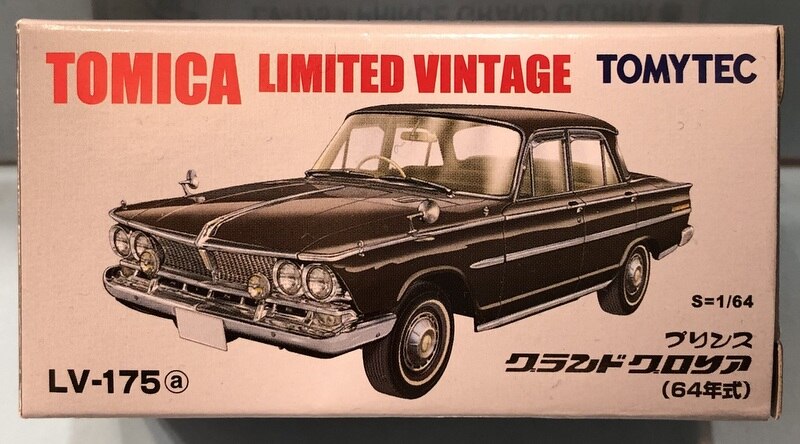 TOMICA LIMITED VINTAGE TOMYTEC
S=1/64
プリンス
グランドグロリア
(64年式)
LV-175ⓐ